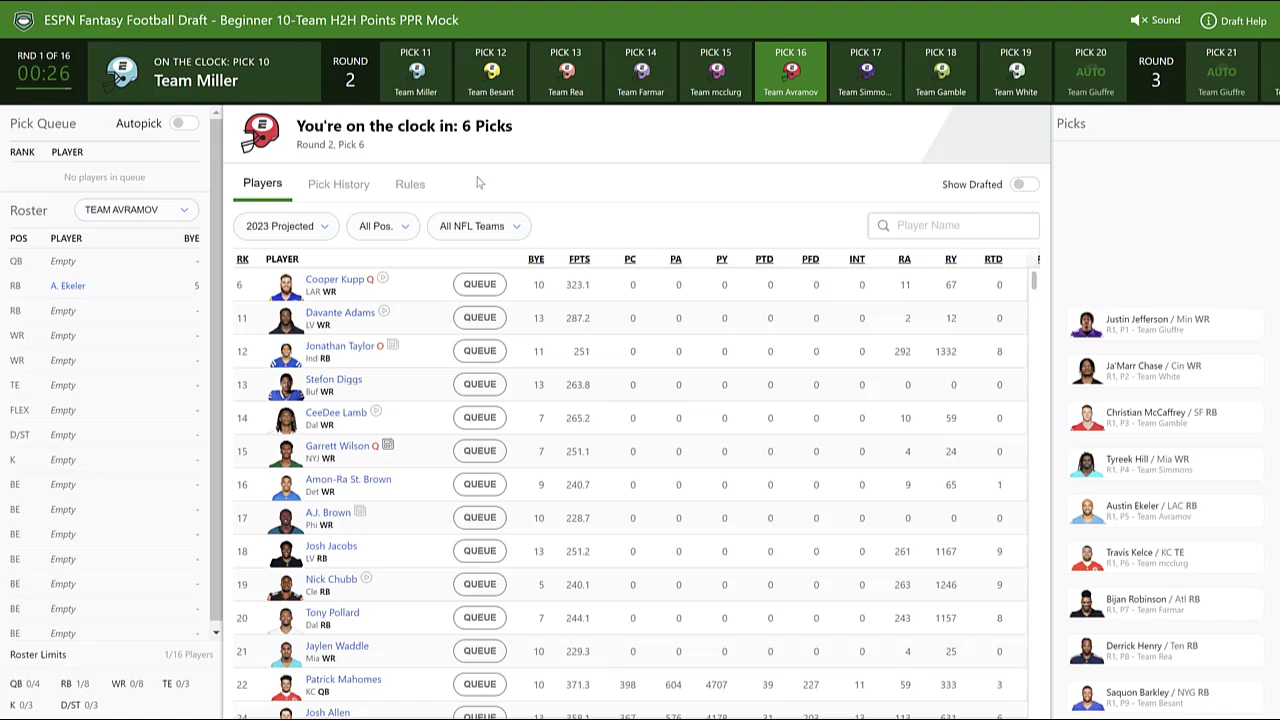 ESPN Fantasy Football Draft - Beginner 10-Team H2H Points PPR Mock
Sound
Draft Help
RND 1 OF 16
00:26
ON THE CLOCK: PICK 10
Team Miller
ROUND
2
PICK 11
Team Miller
PICK 12
Team Besant
PICK 13
Team Rea
PICK 14
Team Farmar
PICK 15
Team mcclurg
PICK 16
Team Avramov
PICK 17
Team Simmo...
PICK 18
Team Gamble
PICK 19
Team White
PICK 20
AUTO
Team Giuffre
ROUND
3
PICK 21
AUTO
Team Giuffre
Pick Queue
Autopick
RANK PLAYER
No players in queue
Roster
TEAM AVRAMOV
POS PLAYER BYE
QB Empty -
RB A. Ekeler 5
RB Empty -
WR Empty -
WR Empty -
TE Empty -
FLEX Empty -
D/ST Empty -
K Empty -
BE Empty -
BE Empty -
BE Empty -
BE Empty -
BE Empty -
BE Empty -
Roster Limits 1/16 Players
QB 0/4 RB 1/8 WR 0/8 TE 0/3
K 0/3 D/ST 0/3
You're on the clock in: 6 Picks
Round 2, Pick 6
Players
Pick History
Rules
Show Drafted
2023 Projected
All Pos.
All NFL Teams
Player Name
RK PLAYER BYE FPTS PC PA PY PTD PFD INT RA RY RTD
6 Cooper Kupp Q LAR WR QUEUE 10 323.1 0 0 0 0 0 0 11 67 0
11 Davante Adams LV WR QUEUE 13 287.2 0 0 0 0 0 0 2 12 0
12 Jonathan Taylor O Ind RB QUEUE 11 251 0 0 0 0 0 0 292 1332 8
13 Stefon Diggs Buf WR QUEUE 13 263.8 0 0 0 0 0 0 0 0 0
14 CeeDee Lamb Dal WR QUEUE 7 265.2 0 0 0 0 0 0 10 59 0
15 Garrett Wilson Q NYJ WR QUEUE 7 251.1 0 0 0 0 0 0 4 24 0
16 Amon-Ra St. Brown Det WR QUEUE 9 240.7 0 0 0 0 0 0 9 65 1
17 A.J. Brown Phi WR QUEUE 10 228.7 0 0 0 0 0 0 0 0 0
18 Josh Jacobs LV RB QUEUE 13 251.2 0 0 0 0 0 0 261 1167 9
19 Nick Chubb Cle RB QUEUE 5 240.1 0 0 0 0 0 0 263 1246 9
20 Tony Pollard Dal RB QUEUE 7 244.1 0 0 0 0 0 0 243 1157 8
21 Jaylen Waddle Mia WR QUEUE 10 229.3 0 0 0 0 0 0 4 25 0
22 Patrick Mahomes KC QB QUEUE 10 371.3 398 604 4707 39 227 11 59 333 3
Josh Allen
Picks
Justin Jefferson / Min WR
R1, P1 - Team Giuffre
Ja'Marr Chase / Cin WR
R1, P2 - Team White
Christian McCaffrey / SF RB
R1, P3 - Team Gamble
Tyreek Hill / Mia WR
R1, P4 - Team Simmons
Austin Ekeler / LAC RB
R1, P5 - Team Avramov
Travis Kelce / KC TE
R1, P6 - Team mcclurg
Bijan Robinson / Atl RB
R1, P7 - Team Farmar
Derrick Henry / Ten RB
R1, P8 - Team Rea
Saquon Barkley / NYG RB
R1, P9 - Team Besant